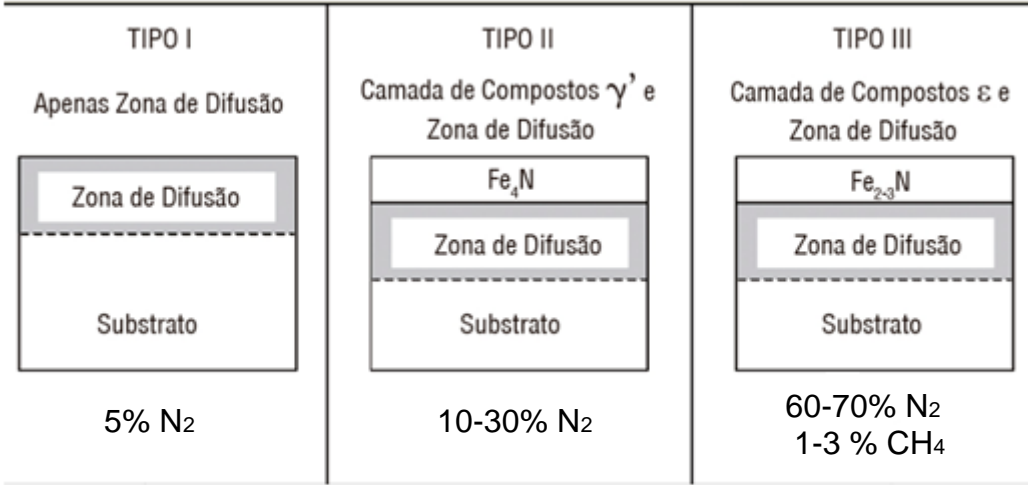 TIPO I
Apenas Zona de Difusão
Zona de Difusão
Substrato
5% N₂
TIPO II
Camada de Compostos γ’ e
Zona de Difusão
Fe₄N
Zona de Difusão
Substrato
10-30% N₂
TIPO III
Camada de Compostos ε e
Zona de Difusão
Fe₂₋₃N
Zona de Difusão
Substrato
60-70% N₂
1-3 % CH₄